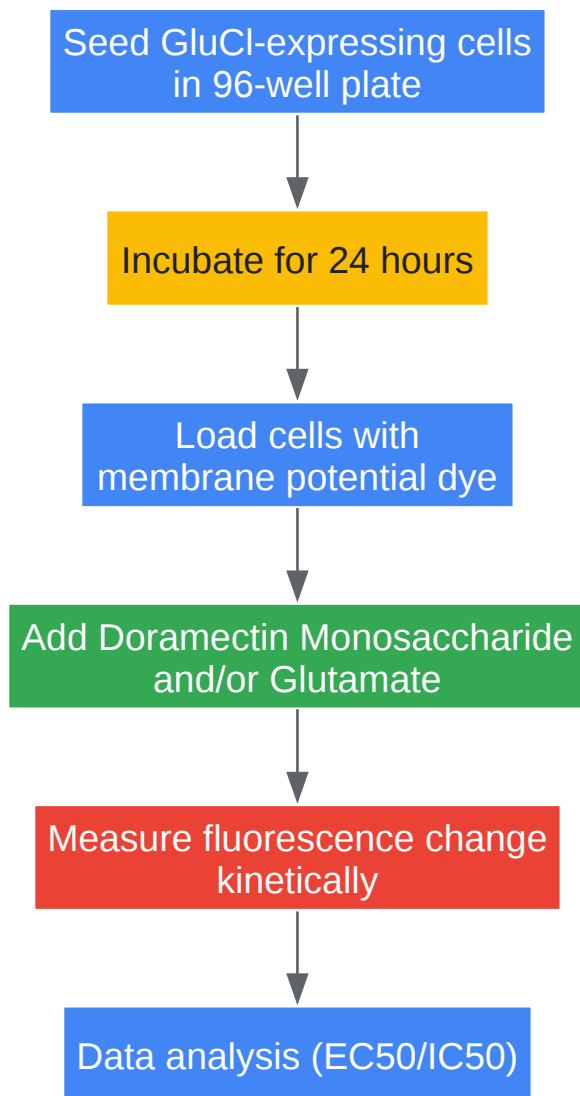 Seed GluCl-expressing cells
in 96-well plate
Incubate for 24 hours
Load cells with
membrane potential dye
Add Doramectin Monosaccharide
and/or Glutamate
Measure fluorescence change
kinetically
Data analysis (EC50/IC50)